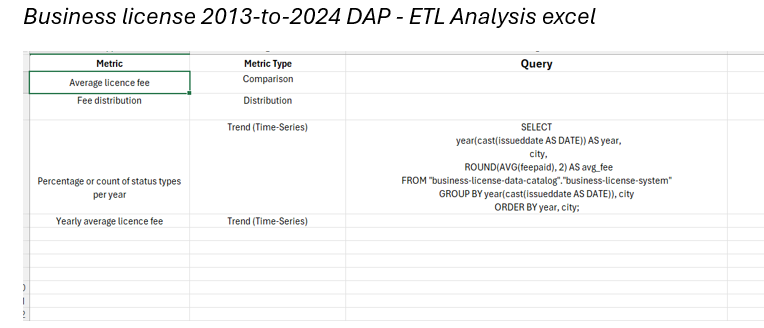 Business license 2013-to-2024 DAP - ETL Analysis excel
Metric Metric Type Query
Average licence fee Comparison
Fee distribution Distribution
Trend (Time-Series) SELECT
year(cast(issueddate AS DATE)) AS year,
city,
ROUND(AVG(feepaid), 2) AS avg_fee
Percentage or count of status types FROM "business-license-data-catalog"."business-license-system"
per year GROUP BY year(cast(issueddate AS DATE)), city
ORDER BY year, city;
Yearly average licence fee Trend (Time-Series)